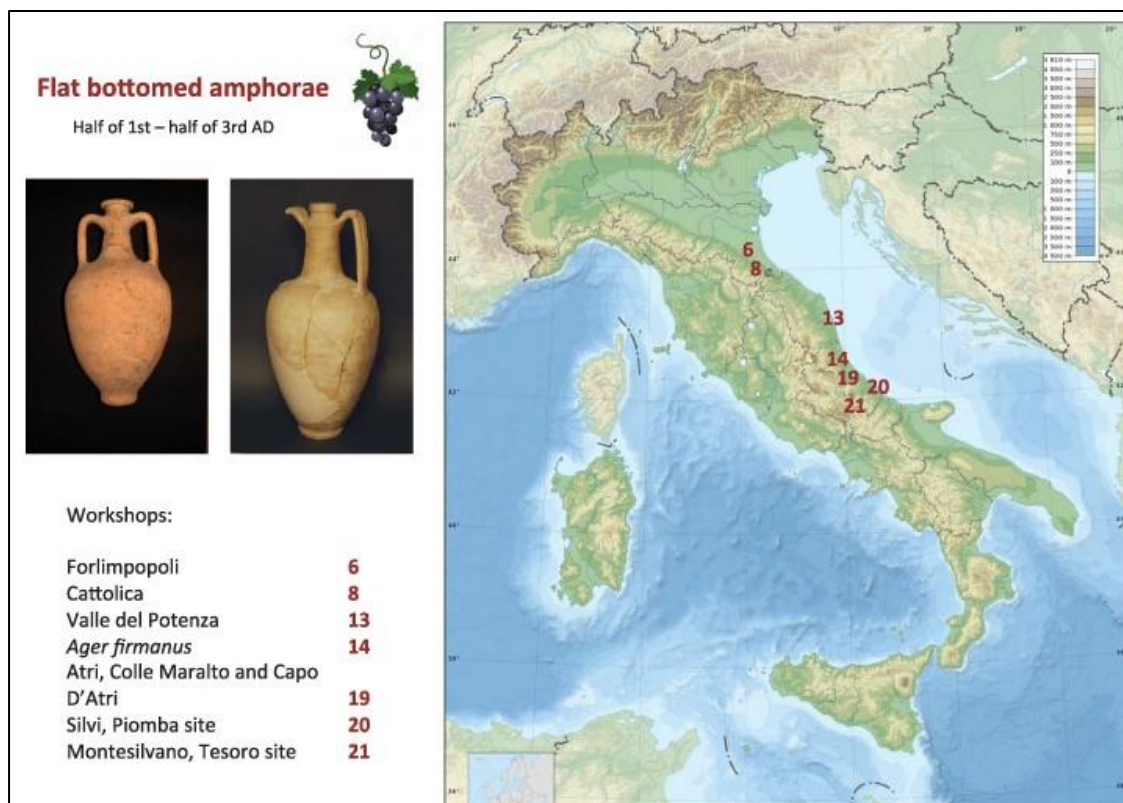 Flat bottomed amphorae
Half of 1st – half of 3rd AD
Workshops:
Forlimpopoli 6
Cattolica 8
Valle del Potenza 13
Ager firmanus 14
Atri, Colle Maralto and Capo
D'Atri 19
Silvi, Piomba site 20
Montesilvano, Tesoro site 21
6
8
13
14
19
20
21